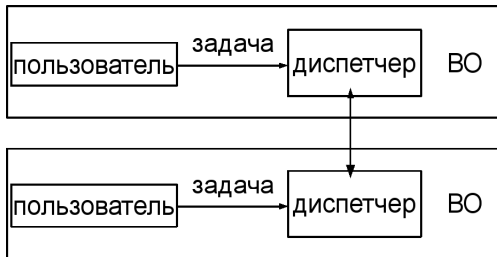 задача
пользователь
диспетчер
ВО
задача
пользователь
диспетчер
ВО